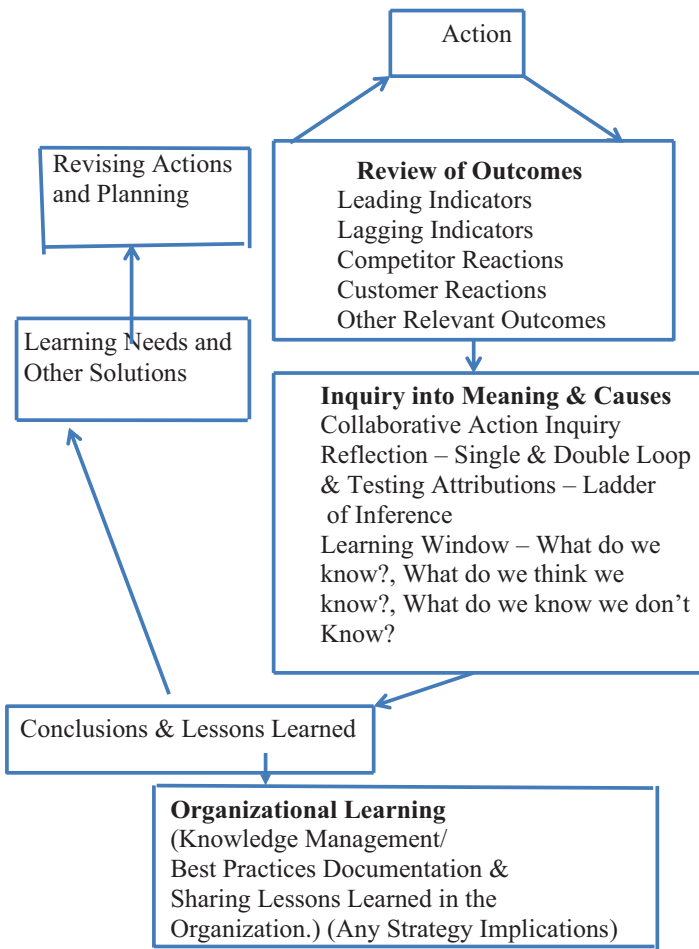 Action
Revising Actions
and Planning
Review of Outcomes
Leading Indicators
Lagging Indicators
Competitor Reactions
Customer Reactions
Other Relevant Outcomes
Learning Needs and
Other Solutions
Inquiry into Meaning & Causes
Collaborative Action Inquiry
Reflection – Single & Double Loop
& Testing Attributions – Ladder
of Inference
Learning Window – What do we
know?, What do we think we
know?, What do we know we don’t
Know?
Conclusions & Lessons Learned
Organizational Learning
(Knowledge Management/
Best Practices Documentation &
Sharing Lessons Learned in the
Organization.) (Any Strategy Implications)